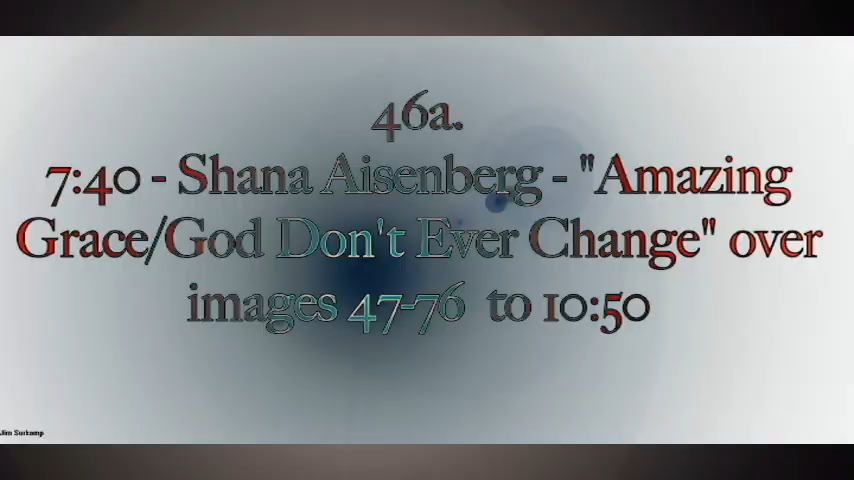 46a.
7:40 - Shana Aisenberg - "Amazing
Grace/God Don't Ever Change" over
images 47-76 to 10:50
Jim Surkamp